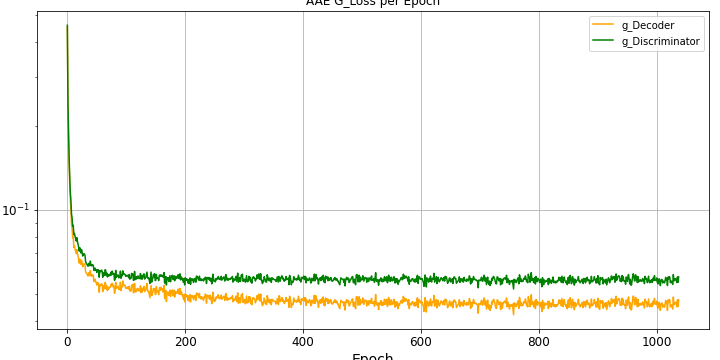 AAE G_Loss per Epoch
g_Decoder
g_Discriminator
10⁻¹
0 200 400 600 800 1000
Epoch